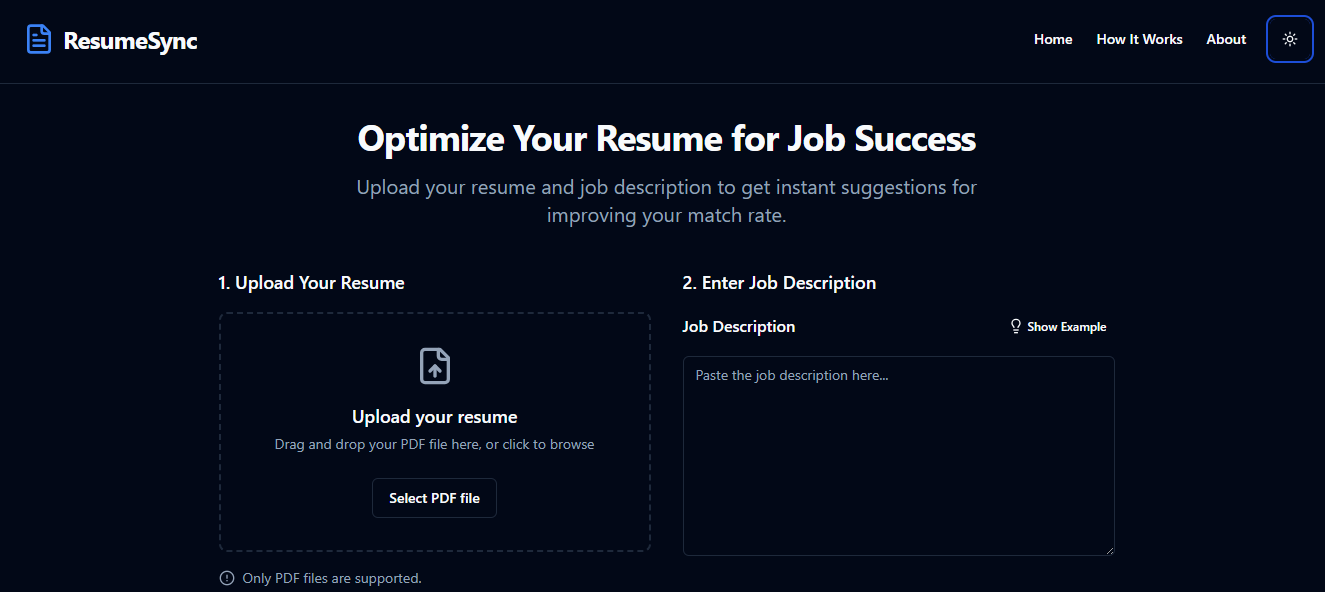 ResumeSync
Home
How It Works
About
Optimize Your Resume for Job Success
Upload your resume and job description to get instant suggestions for
improving your match rate.
1. Upload Your Resume
Upload your resume
Drag and drop your PDF file here, or click to browse
Select PDF file
Only PDF files are supported.
2. Enter Job Description
Job Description
Show Example
Paste the job description here...